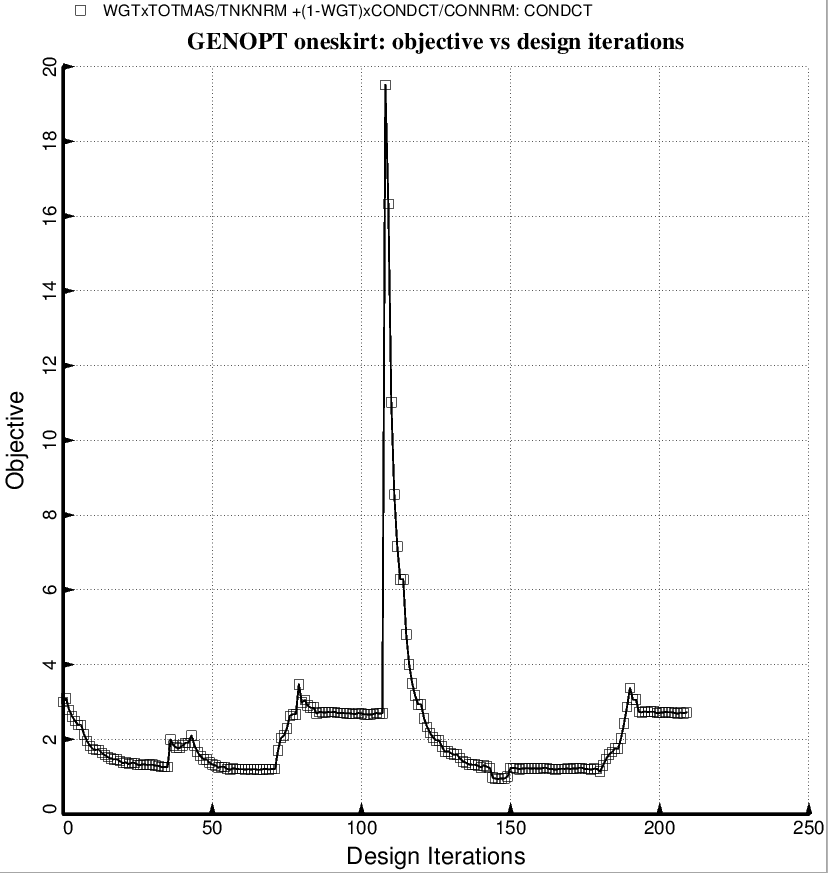 WGTxTOTMAS/TNKNRM +(1-WGT)xCONDCT/CONNRM: CONDCT
GENOPT oneskirt: objective vs design iterations
20
18
16
14
12
10
8
6
4
2
0
Objective
0 50 100 150 200 250
Design Iterations